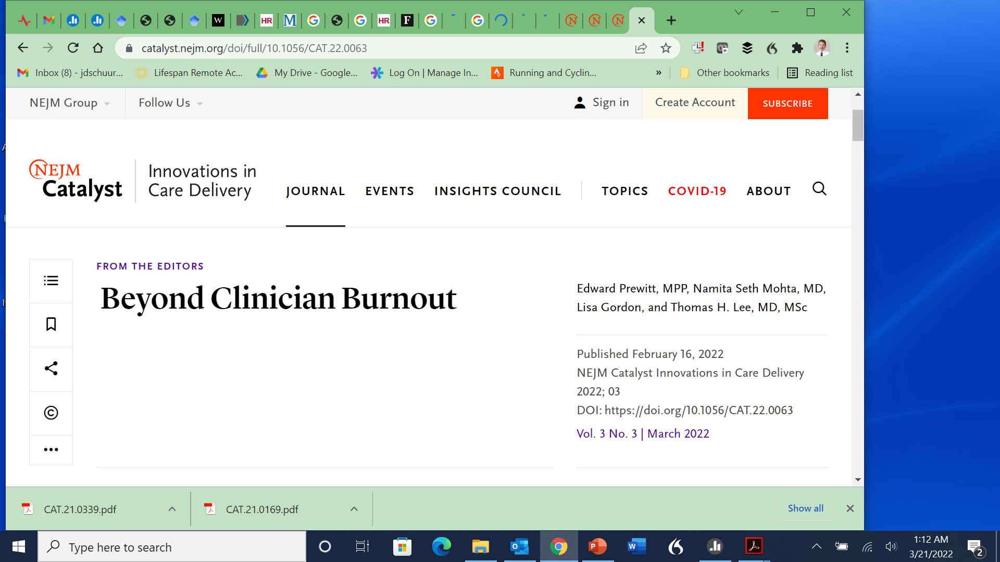 HR
M
HR
F
catalyst.nejm.org/doi/full/10.1056/CAT.22.0063
Inbox (8) - jdschuur...
Lifespan Remote Ac...
My Drive - Google...
Log On | Manage In...
Running and Cyclin...
»
Other bookmarks
Reading list
NEJM Group
Follow Us
Sign in
Create Account
SUBSCRIBE
NEJM
Catalyst
Innovations in
Care Delivery
JOURNAL
EVENTS
INSIGHTS COUNCIL
TOPICS
COVID-19
ABOUT
FROM THE EDITORS
Beyond Clinician Burnout
Edward Prewitt, MPP, Namita Seth Mohta, MD,
Lisa Gordon, and Thomas H. Lee, MD, MSc
Published February 16, 2022
NEJM Catalyst Innovations in Care Delivery
2022; 03
DOI: https://doi.org/10.1056/CAT.22.0063
Vol. 3 No. 3 | March 2022
CAT.21.0339.pdf
CAT.21.0169.pdf
Show all
Type here to search
1:12 AM
3/21/2022
2